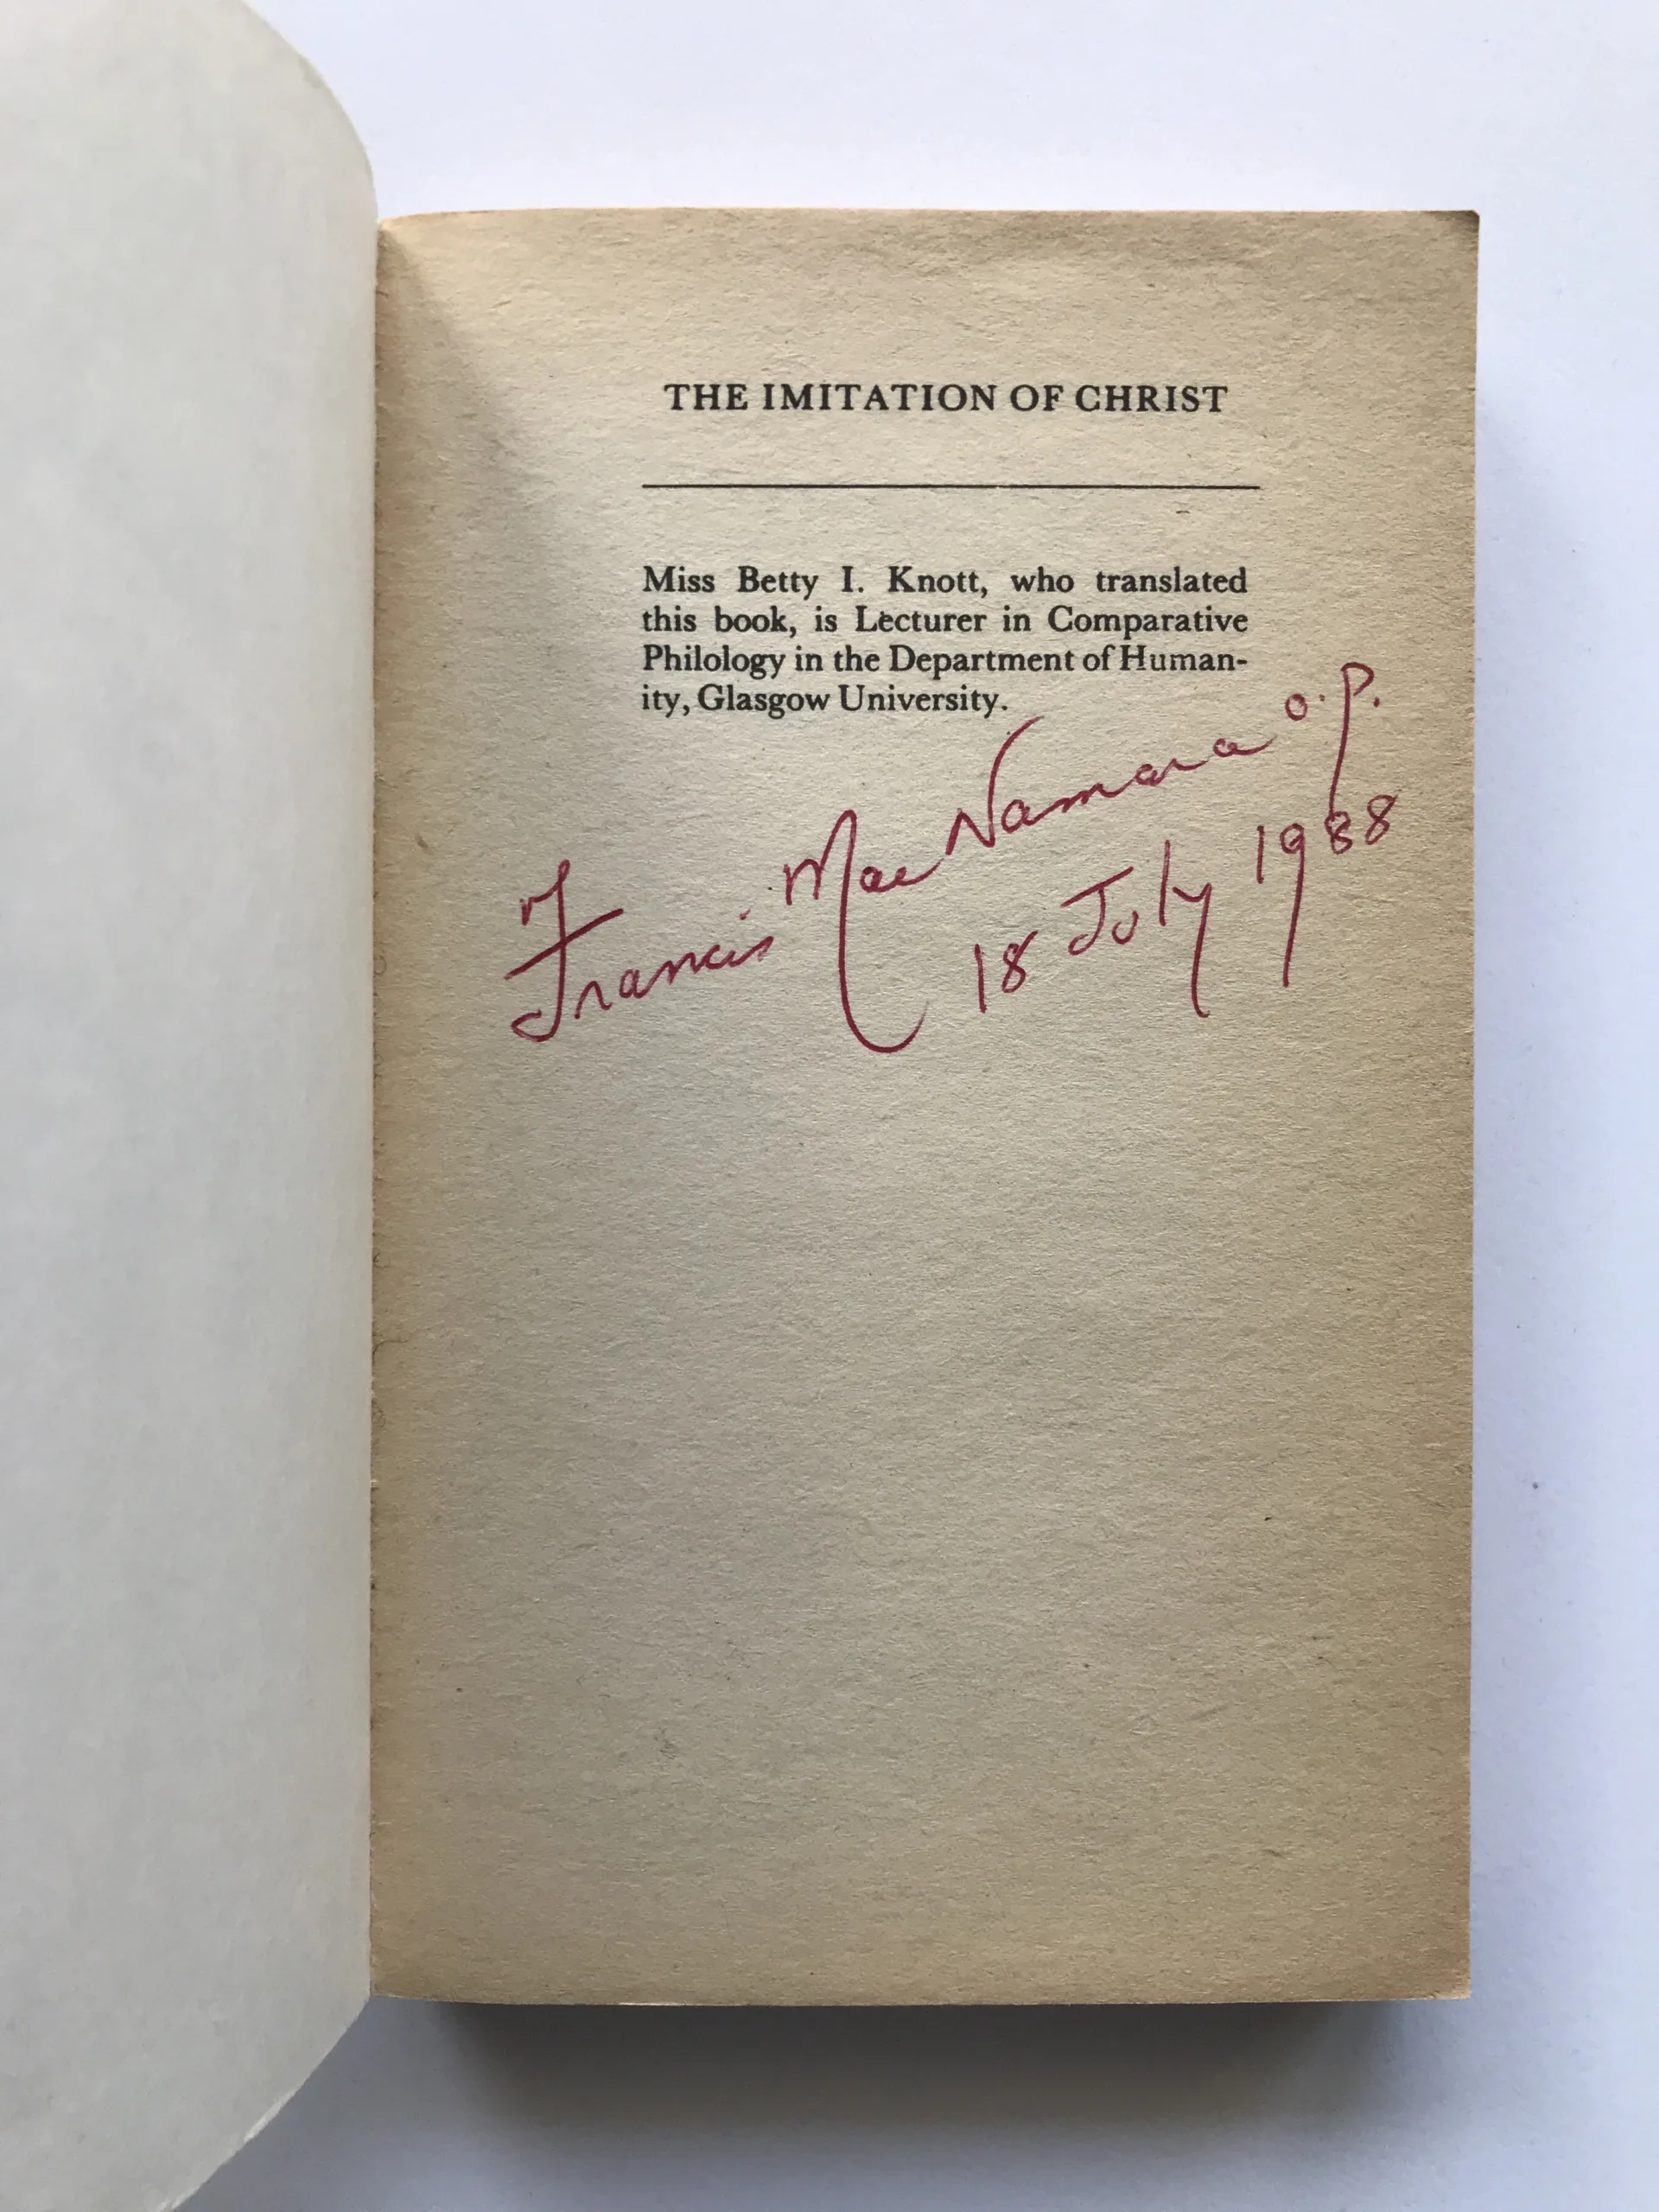 THE IMITATION OF CHRIST
Miss Betty I. Knott, who translated
this book, is Lecturer in Comparative
Philology in the Department of Human-
ity, Glasgow University.
Francis MacNamara O.P.
18 July 1988